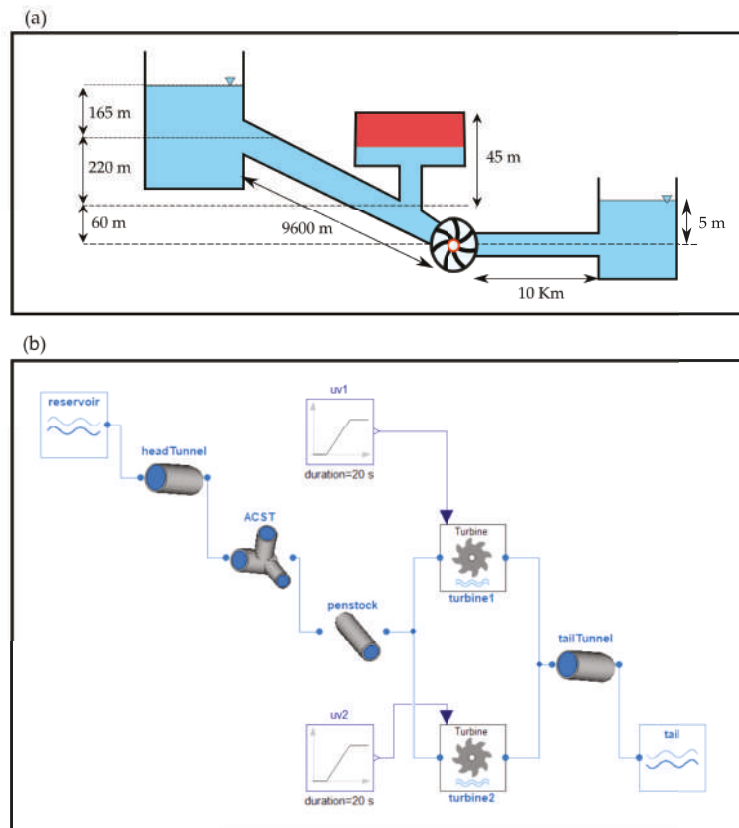 (a)
165 m
220 m
60 m
9600 m
45 m
5 m
10 Km
(b)
reservoir
headTunnel
uv1
duration=20 s
ACST
Turbine
turbine1
penstock
tailTunnel
uv2
duration=20 s
Turbine
turbine2
tail